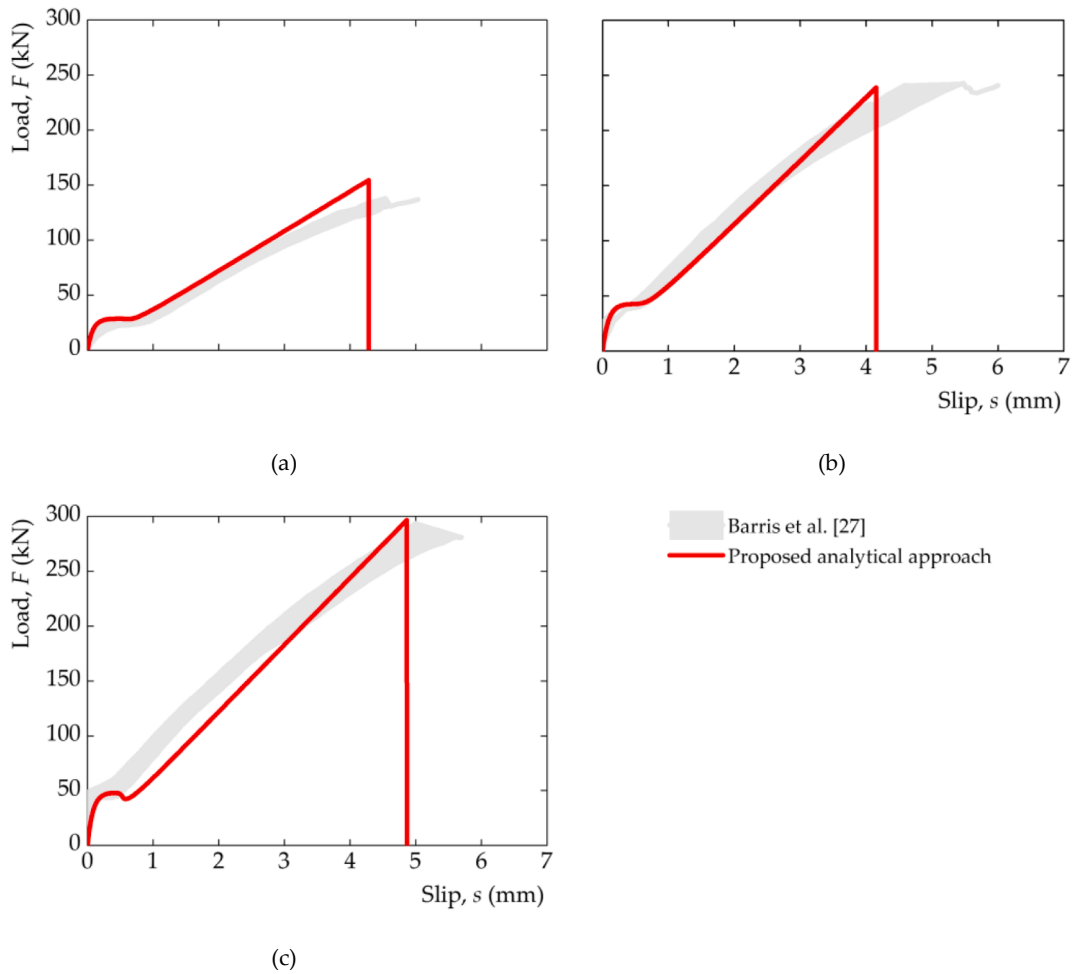 300
250
200
150
100
50
0
Load, F (kN)
(a)
0 1 2 3 4 5 6 7
Slip, s (mm)
(b)
300
250
200
150
100
50
0
Load, F (kN)
0 1 2 3 4 5 6 7
Slip, s (mm)
(c)
Barris et al. [27]
Proposed analytical approach